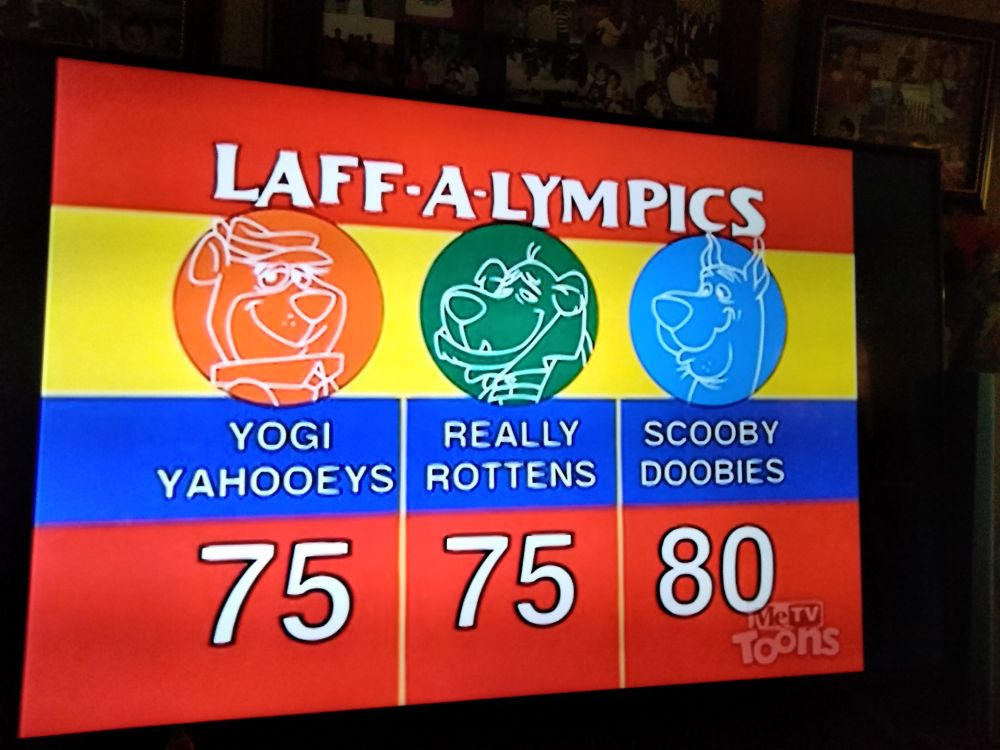 LAFF-A-LYMPICS
YOGI
YAHOOEYS
REALLY
ROTTENS
SCOOBY
DOOBIES
75
75
80
MeTV
Toons